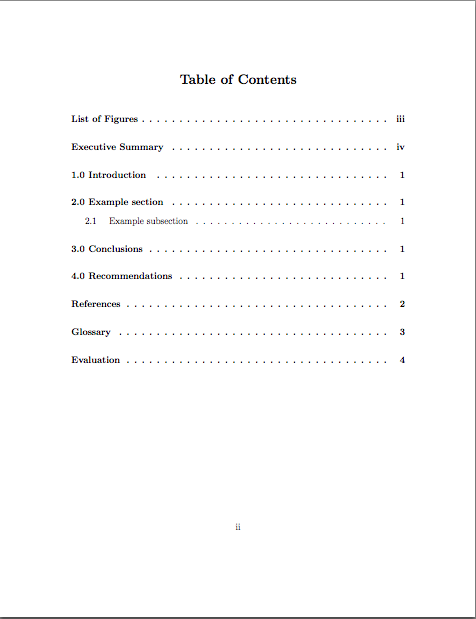 Table of Contents
List of Figures . . . . . . . . . . . . . . . . . . . . . . . . . . . . . . . . . iii
Executive Summary . . . . . . . . . . . . . . . . . . . . . . . . . . . . . iv
1.0 Introduction . . . . . . . . . . . . . . . . . . . . . . . . . . . . . . . 1
2.0 Example section . . . . . . . . . . . . . . . . . . . . . . . . . . . . . 1
2.1 Example subsection . . . . . . . . . . . . . . . . . . . . . . . . . . . 1
3.0 Conclusions . . . . . . . . . . . . . . . . . . . . . . . . . . . . . . . . 1
4.0 Recommendations . . . . . . . . . . . . . . . . . . . . . . . . . . . . 1
References . . . . . . . . . . . . . . . . . . . . . . . . . . . . . . . . . . . 2
Glossary . . . . . . . . . . . . . . . . . . . . . . . . . . . . . . . . . . . . 3
Evaluation . . . . . . . . . . . . . . . . . . . . . . . . . . . . . . . . . . . 4
ii